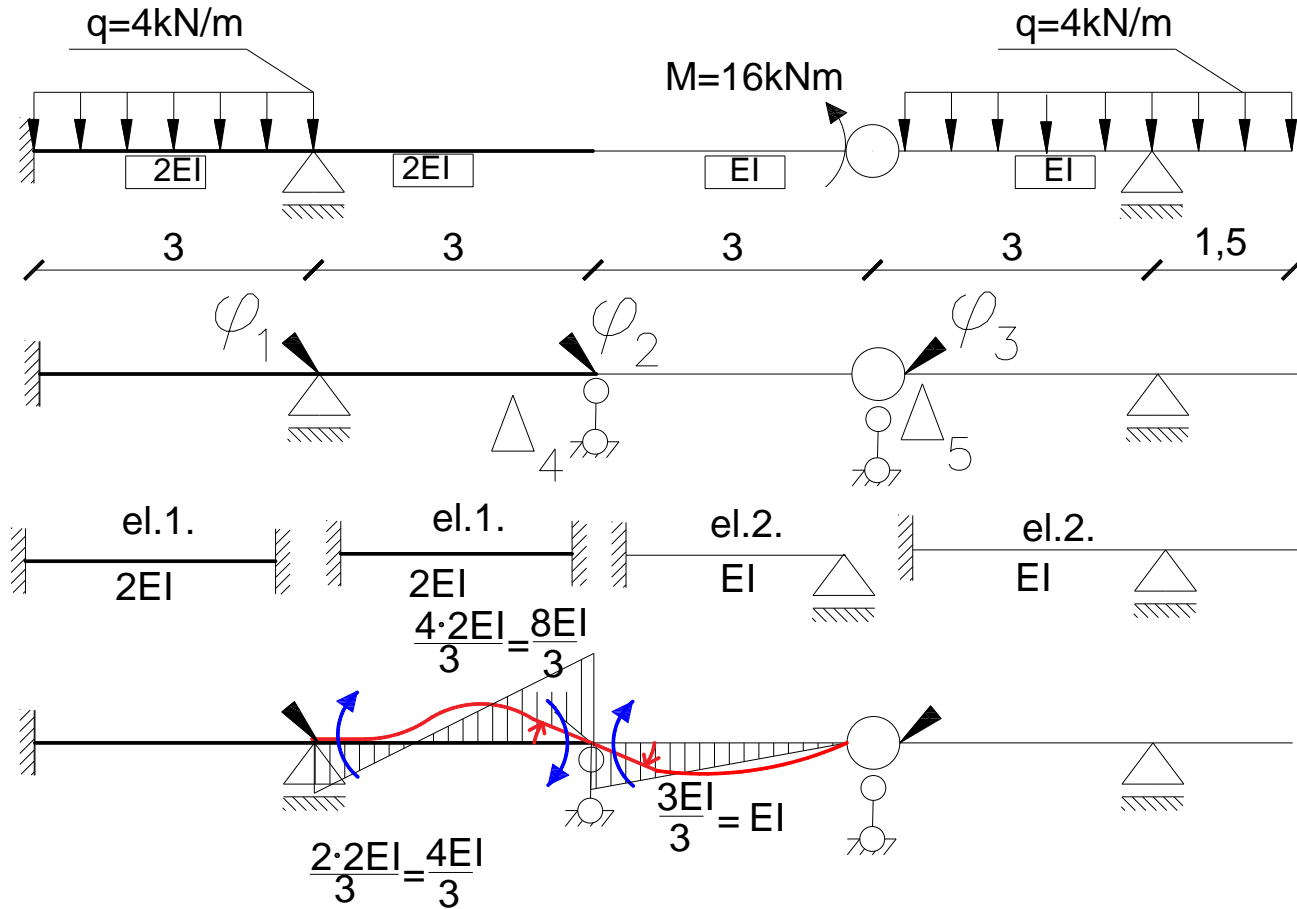 q=4kN/m q=4kN/m
M=16kNm
2EI 2EI EI EI
3 3 3 3 1,5
φ1 φ2 φ3
Δ4 Δ5
el.1. el.1. el.2. el.2.
2EI 2EI EI EI
4·2EI/3=8EI/3
3EI/3=EI
2·2EI/3=4EI/3